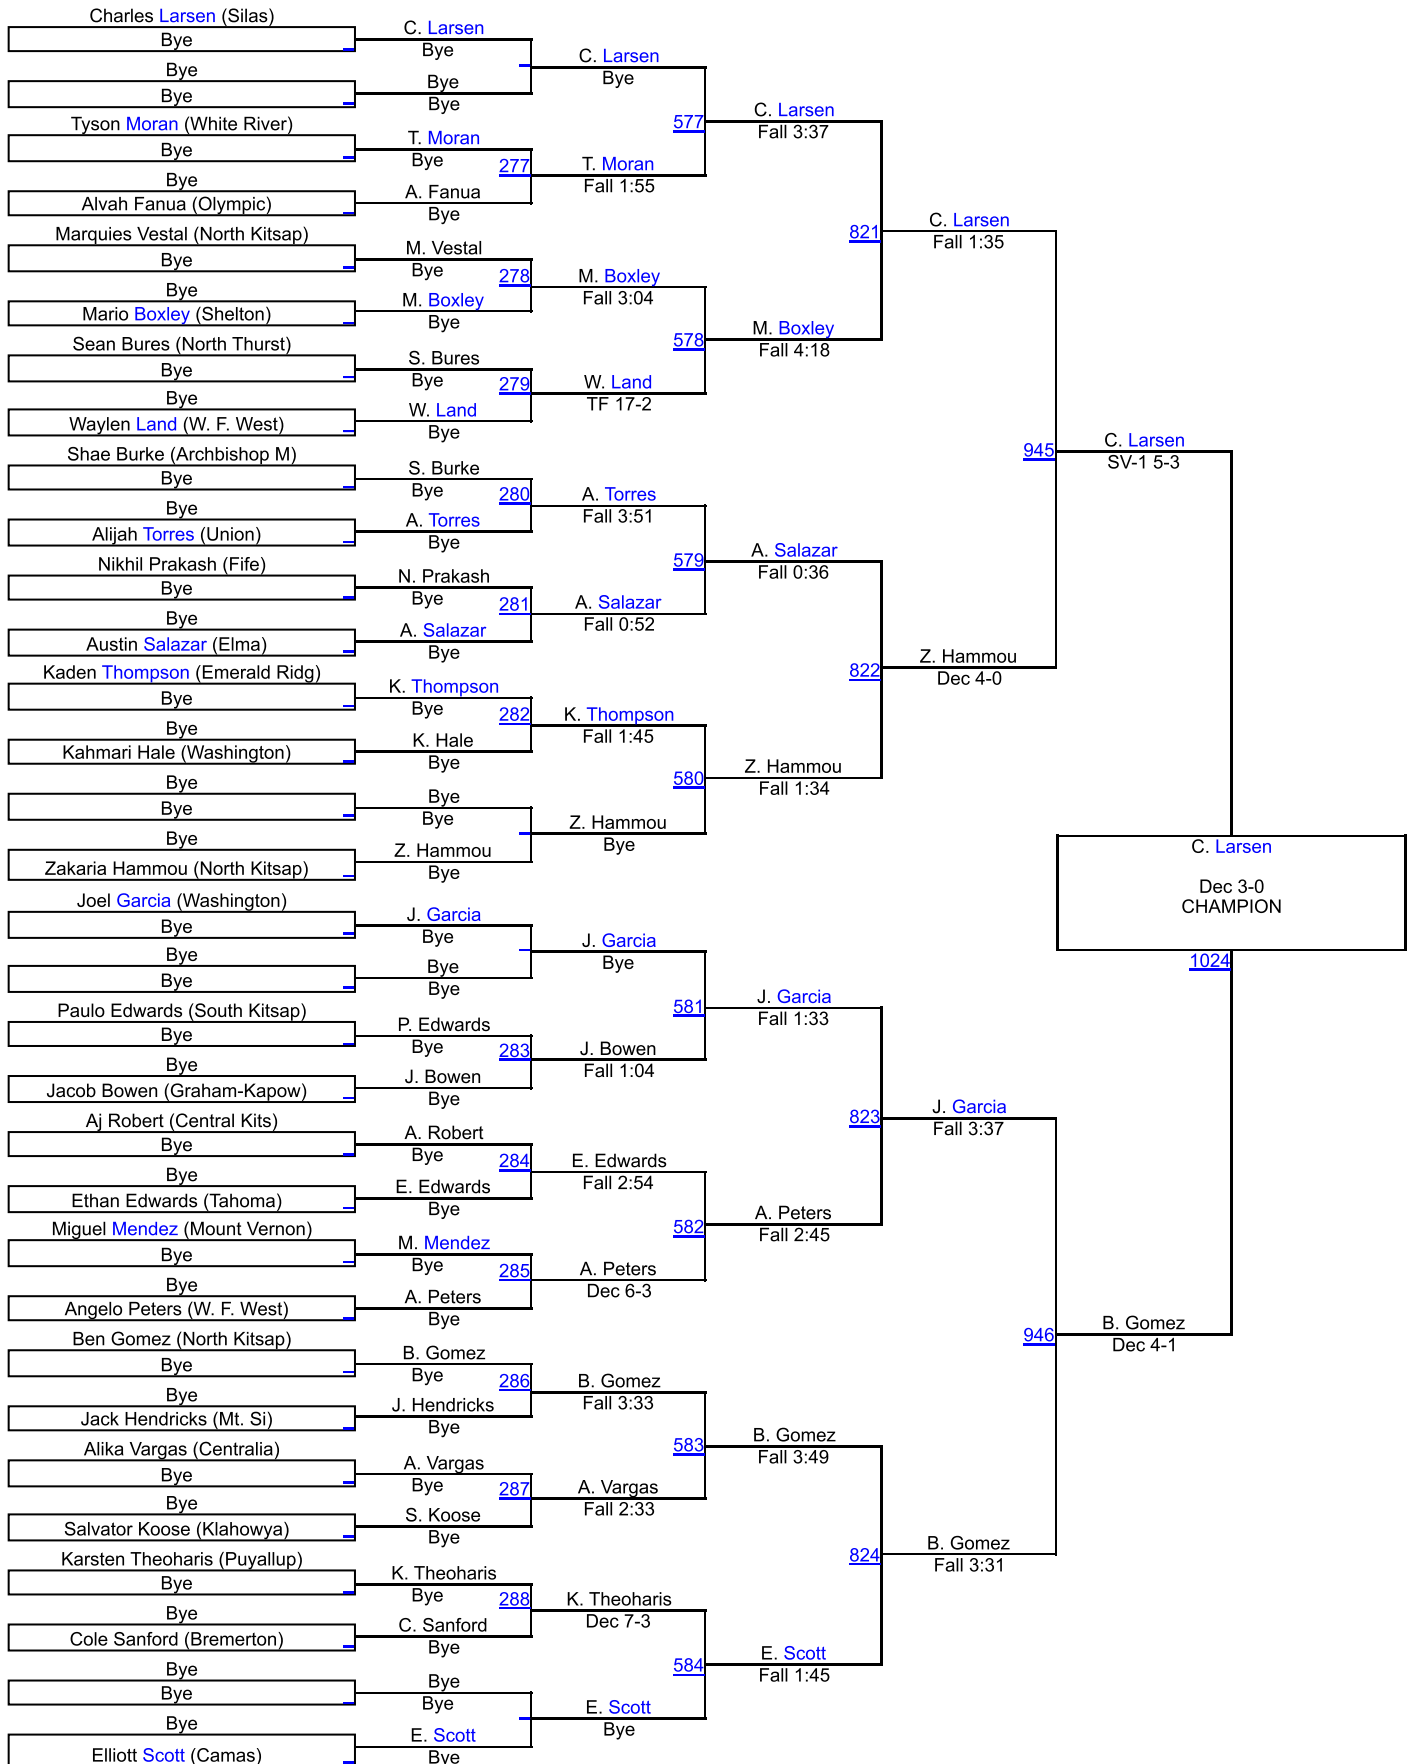 Charles Larsen (Silas)
Bye
Bye
Bye
Tyson Moran (White River)
Bye
Bye
Alvah Fanua (Olympic)
Marquies Vestal (North Kitsap)
Bye
Bye
Mario Boxley (Shelton)
Sean Bures (North Thurst)
Bye
Bye
Waylen Land (W. F. West)
Shae Burke (Archbishop M)
Bye
Bye
Alijah Torres (Union)
Nikhil Prakash (Fife)
Bye
Bye
Austin Salazar (Elma)
Kaden Thompson (Emerald Ridg)
Bye
Bye
Kahmari Hale (Washington)
Bye
Bye
Bye
Zakaria Hammou (North Kitsap)
Joel Garcia (Washington)
Bye
Bye
Bye
Paulo Edwards (South Kitsap)
Bye
Bye
Jacob Bowen (Graham-Kapow)
Aj Robert (Central Kits)
Bye
Bye
Ethan Edwards (Tahoma)
Miguel Mendez (Mount Vernon)
Bye
Bye
Angelo Peters (W. F. West)
Ben Gomez (North Kitsap)
Bye
Bye
Jack Hendricks (Mt. Si)
Alika Vargas (Centralia)
Bye
Bye
Salvator Koose (Klahowya)
Karsten Theoharis (Puyallup)
Bye
Bye
Cole Sanford (Bremerton)
Bye
Bye
Bye
Elliott Scott (Camas)
C. Larsen
Bye
Bye
Bye
T. Moran
Bye
277
A. Fanua
Bye
M. Vestal
Bye
278
M. Boxley
Bye
S. Bures
Bye
279
W. Land
Bye
S. Burke
Bye
280
A. Torres
Bye
N. Prakash
Bye
281
A. Salazar
Bye
K. Thompson
Bye
282
K. Hale
Bye
Bye
Bye
Z. Hammou
Bye
J. Garcia
Bye
Bye
Bye
P. Edwards
Bye
283
J. Bowen
Bye
A. Robert
Bye
284
E. Edwards
Bye
M. Mendez
Bye
285
A. Peters
Bye
B. Gomez
Bye
286
J. Hendricks
Bye
A. Vargas
Bye
287
S. Koose
Bye
K. Theoharis
Bye
288
C. Sanford
Bye
Bye
Bye
E. Scott
Bye
C. Larsen
Bye
577
T. Moran
Fall 1:55
M. Boxley
Fall 3:04
578
W. Land
TF 17-2
A. Torres
Fall 3:51
579
A. Salazar
Fall 0:52
K. Thompson
Fall 1:45
580
Z. Hammou
Bye
J. Garcia
Bye
581
J. Bowen
Fall 1:04
E. Edwards
Fall 2:54
582
A. Peters
Dec 6-3
B. Gomez
Fall 3:33
583
A. Vargas
Fall 2:33
K. Theoharis
Dec 7-3
584
E. Scott
Bye
C. Larsen
Fall 3:37
821
M. Boxley
Fall 4:18
A. Salazar
Fall 0:36
822
Z. Hammou
Fall 1:34
J. Garcia
Fall 1:33
823
A. Peters
Fall 2:45
B. Gomez
Fall 3:49
824
E. Scott
Fall 1:45
C. Larsen
Fall 1:35
945
Z. Hammou
Dec 4-0
J. Garcia
Fall 3:37
946
B. Gomez
Fall 3:31
C. Larsen
SV-1 5-3
B. Gomez
Dec 4-1
C. Larsen
Dec 3-0
CHAMPION
1024